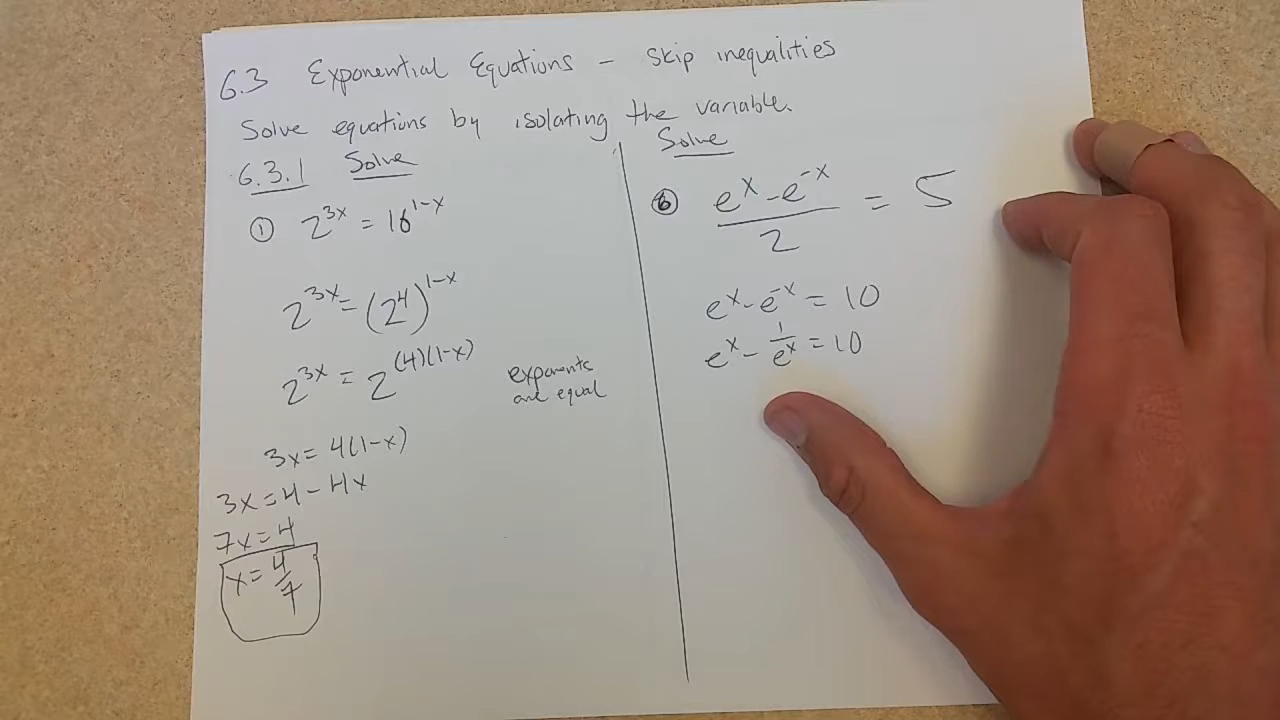 6.3 Exponential Equations - Skip inequalities
Solve equations by isolating the variable.
6.3.1 Solve
① 2^{3x} = 16^{1-x}
2^{3x} = (2^4)^{1-x}
2^{3x} = 2^{(4)(1-x)}
exponents
are equal
3x = 4(1-x)
3x = 4 - 4x
7x = 4
x = 4/7
Solve
⑥ (e^x - e^{-x})/2 = 5
e^x - e^{-x} = 10
e^x - 1/e^x = 10